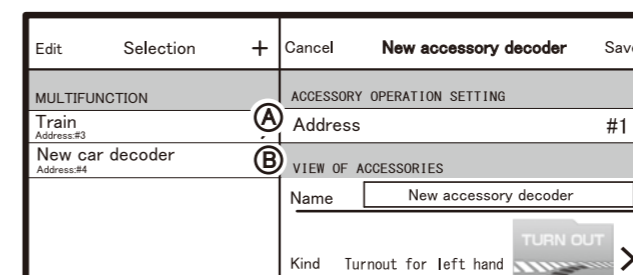 Edit Selection + Cancel New accessory decoder Save
MULTIFUNCTION
Train
Address:#3
New car decoder
Address:#4
Ⓐ
Ⓑ
ACCESSORY OPERATION SETTING
Address #1
VIEW OF ACCESSORIES
Name New accessory decoder
TURN OUT
Kind Turnout for left hand